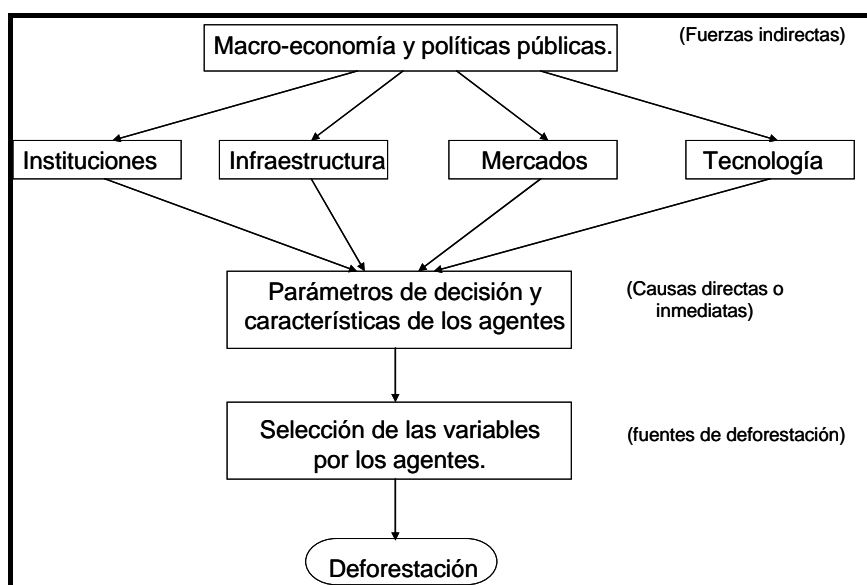 Macro-economía y políticas públicas.
(Fuerzas indirectas)
Instituciones
Infraestructura
Mercados
Tecnología
Parámetros de decisión y
características de los agentes
(Causas directas o
inmediatas)
Selección de las variables
por los agentes.
(fuentes de deforestación)
Deforestación